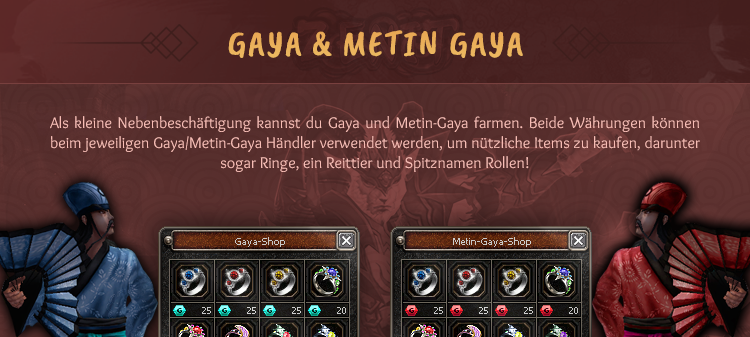 GAYA & METIN GAYA
Als kleine Nebenbeschäftigung kannst du Gaya und Metin-Gaya farmen. Beide Währungen können
beim jeweiligen Gaya/Metin-Gaya Händler verwendet werden, um nützliche Items zu kaufen, darunter
sogar Ringe, ein Reittier und Spitznamen Rollen!
Gaya-Shop
Metin-Gaya-Shop
G 25 G 25 G 25 G 20
G 25 G 25 G 25 G 20